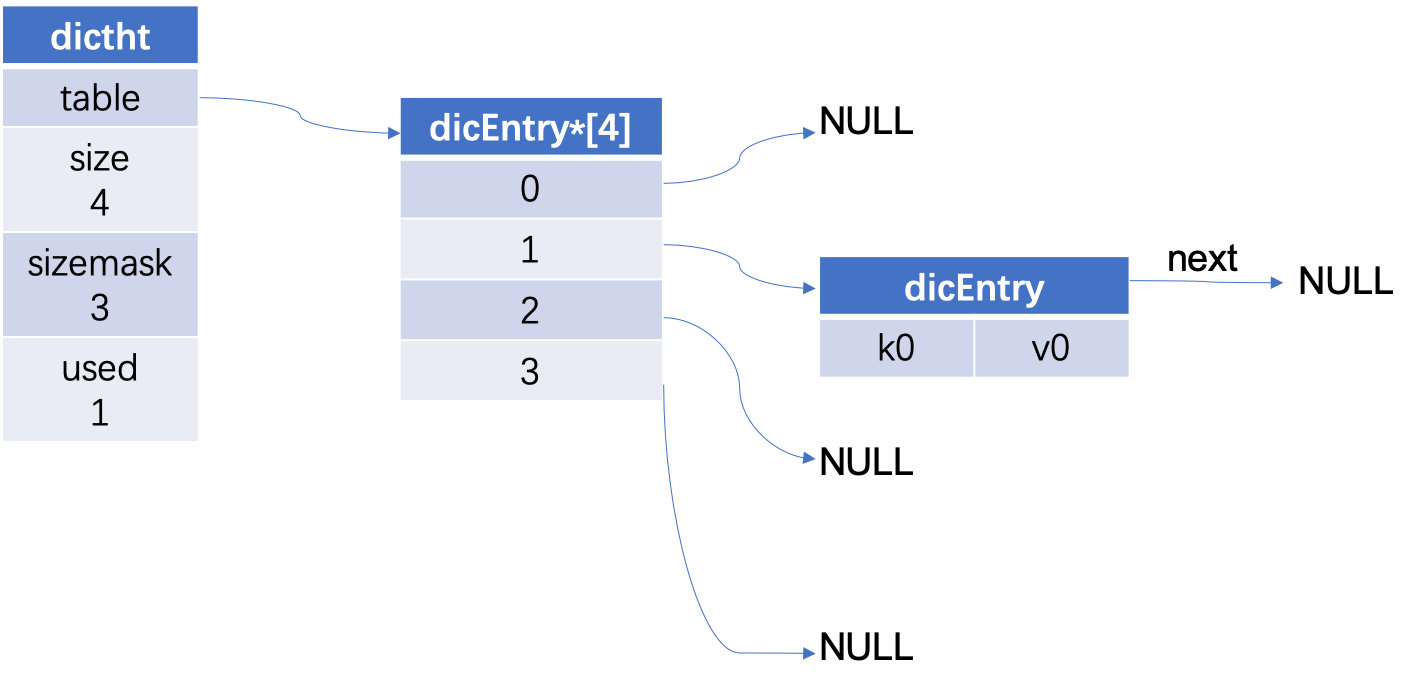 dictht
table
size
4
sizemask
3
used
1
dicEntry*[4]
0
1
2
3
NULL
dicEntry
k0 v0
next
NULL
NULL
NULL